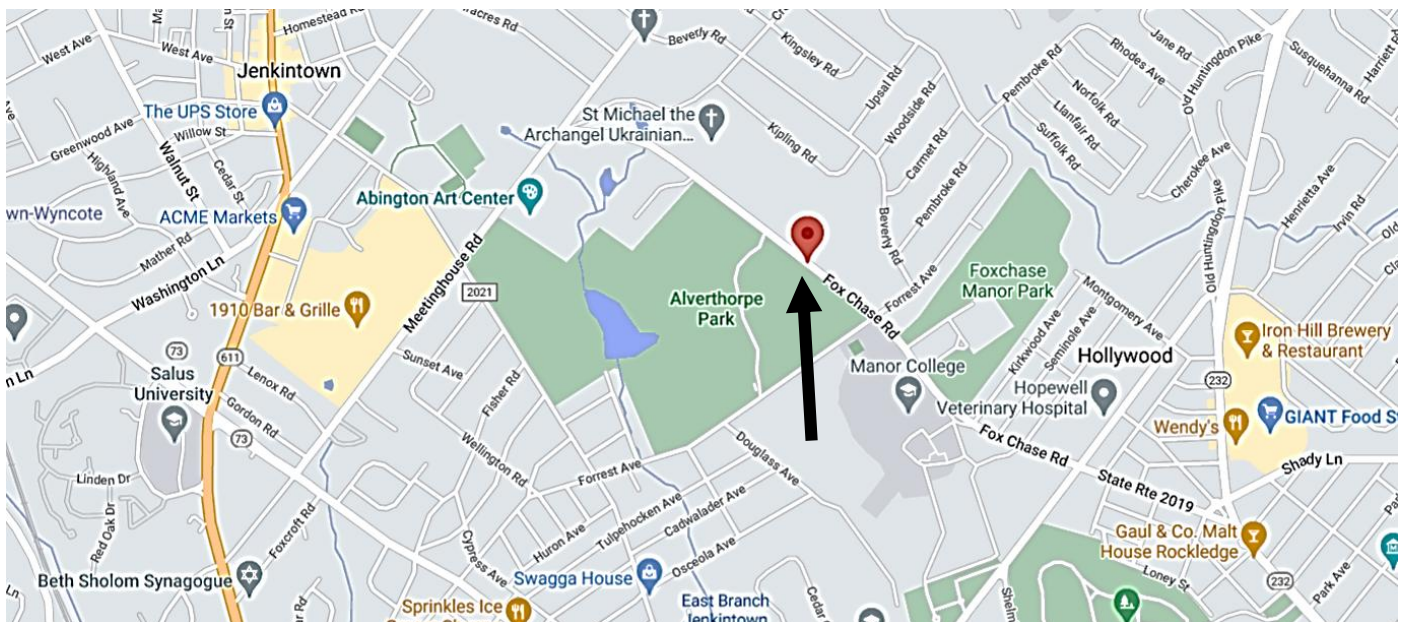 Homestead Rd
West Ave
West Ave
Jenkintown
The UPS Store
Willow St
Greenwood Ave
Highland Ave
Walnut St
Cedar St
wn-Wyncote
ACME Markets
Mather Rd
Washington Ln
1910 Bar & Grille
Meetinghouse Rd
2021
Abington Art Center
St Michael the
Archangel Ukrainian...
Beverly Rd
Kingsley Rd
Kipling Rd
Upsal Rd
Woodside Rd
Carmet Rd
Pembroke Rd
Pembroke Rd
Beverly Rd
Forrest Ave
Rhodes Ave
Jane Rd
Norfolk Rd
Llanfair Rd
Suffolk Rd
Old Huntingdon Pike
Susquehanna Rd
Harriett Rd
Cherokee Ave
Henrietta Ave
Irvin Rd
Old Huntingdon Pike
Alverthorpe
Park
Fox Chase Rd
Foxchase
Manor Park
Montgomery Ave
Kirkwood Ave
Seminole Ave
Hollywood
Manor College
Hopewell
Veterinary Hospital
Iron Hill Brewery
& Restaurant
232
Wendy's
GIANT Food S
Shady Ln
73
611
Salus
University
Lenox Rd
Gordon Rd
73
Sunset Ave
Fisher Rd
Wellington Rd
Linden Dr
Red Oak Dr
Foxcroft Rd
Beth Sholom Synagogue
Cypress Ave
Forrest Ave
Huron Ave
Tulpehocken Ave
Cadwalader Ave
Osceola Ave
Douglass Ave
Swagga House
Sprinkles Ice
East Branch
Jenkintown
Fox Chase Rd
State Rte 2019
Gaul & Co. Malt
House Rockledge
Loney St
232
Park Ave